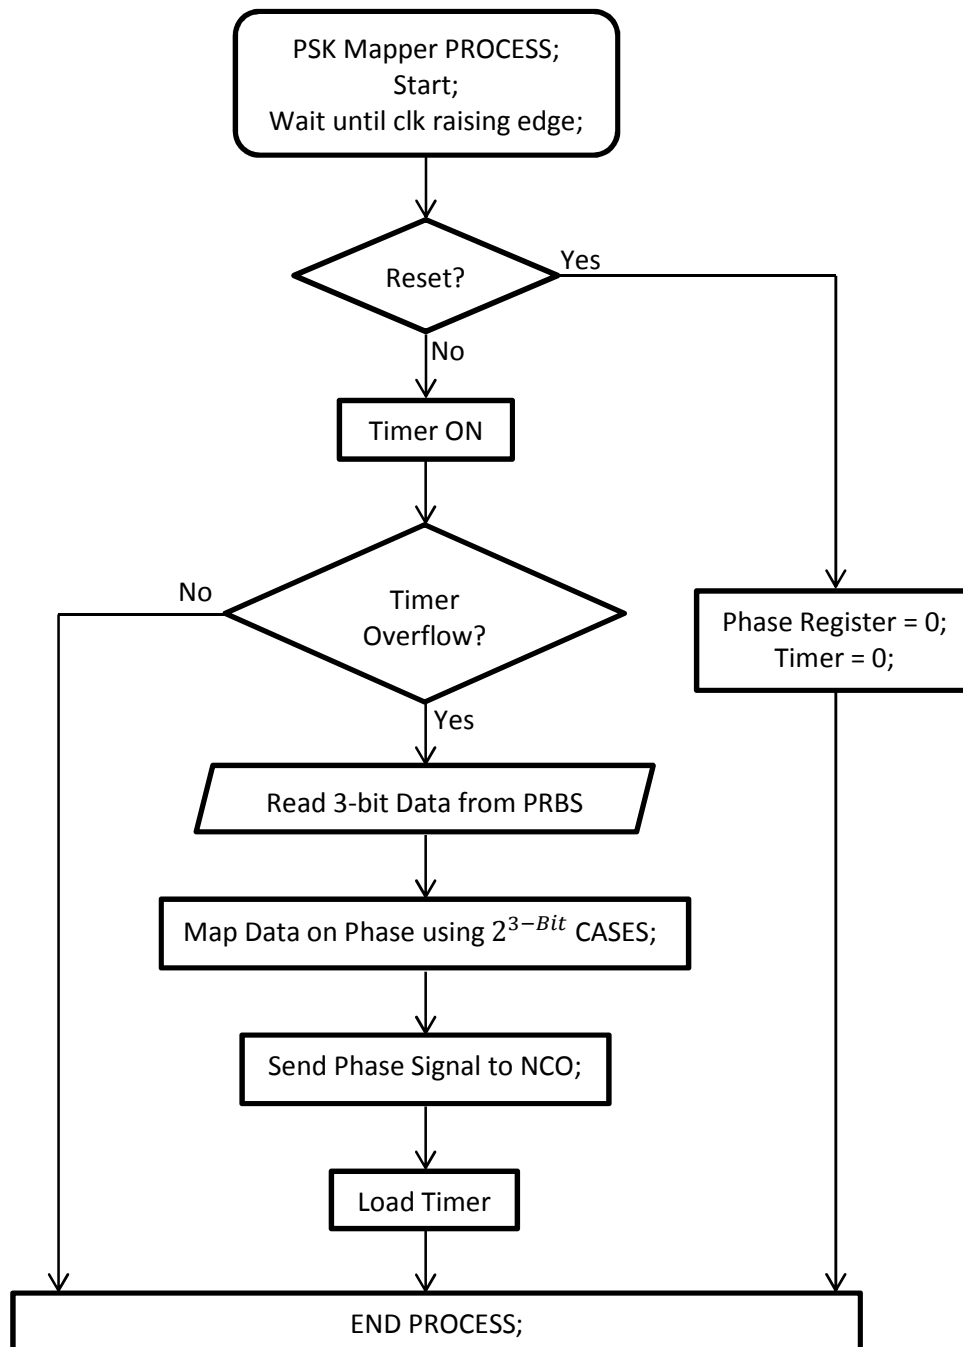 PSK Mapper PROCESS;
Start;
Wait until clk raising edge;
Reset?
Yes
No
Timer ON
No
Timer
Overflow?
Phase Register = 0;
Timer = 0;
Yes
Read 3-bit Data from PRBS
Map Data on Phase using 2^{3−Bit} CASES;
Send Phase Signal to NCO;
Load Timer
END PROCESS;